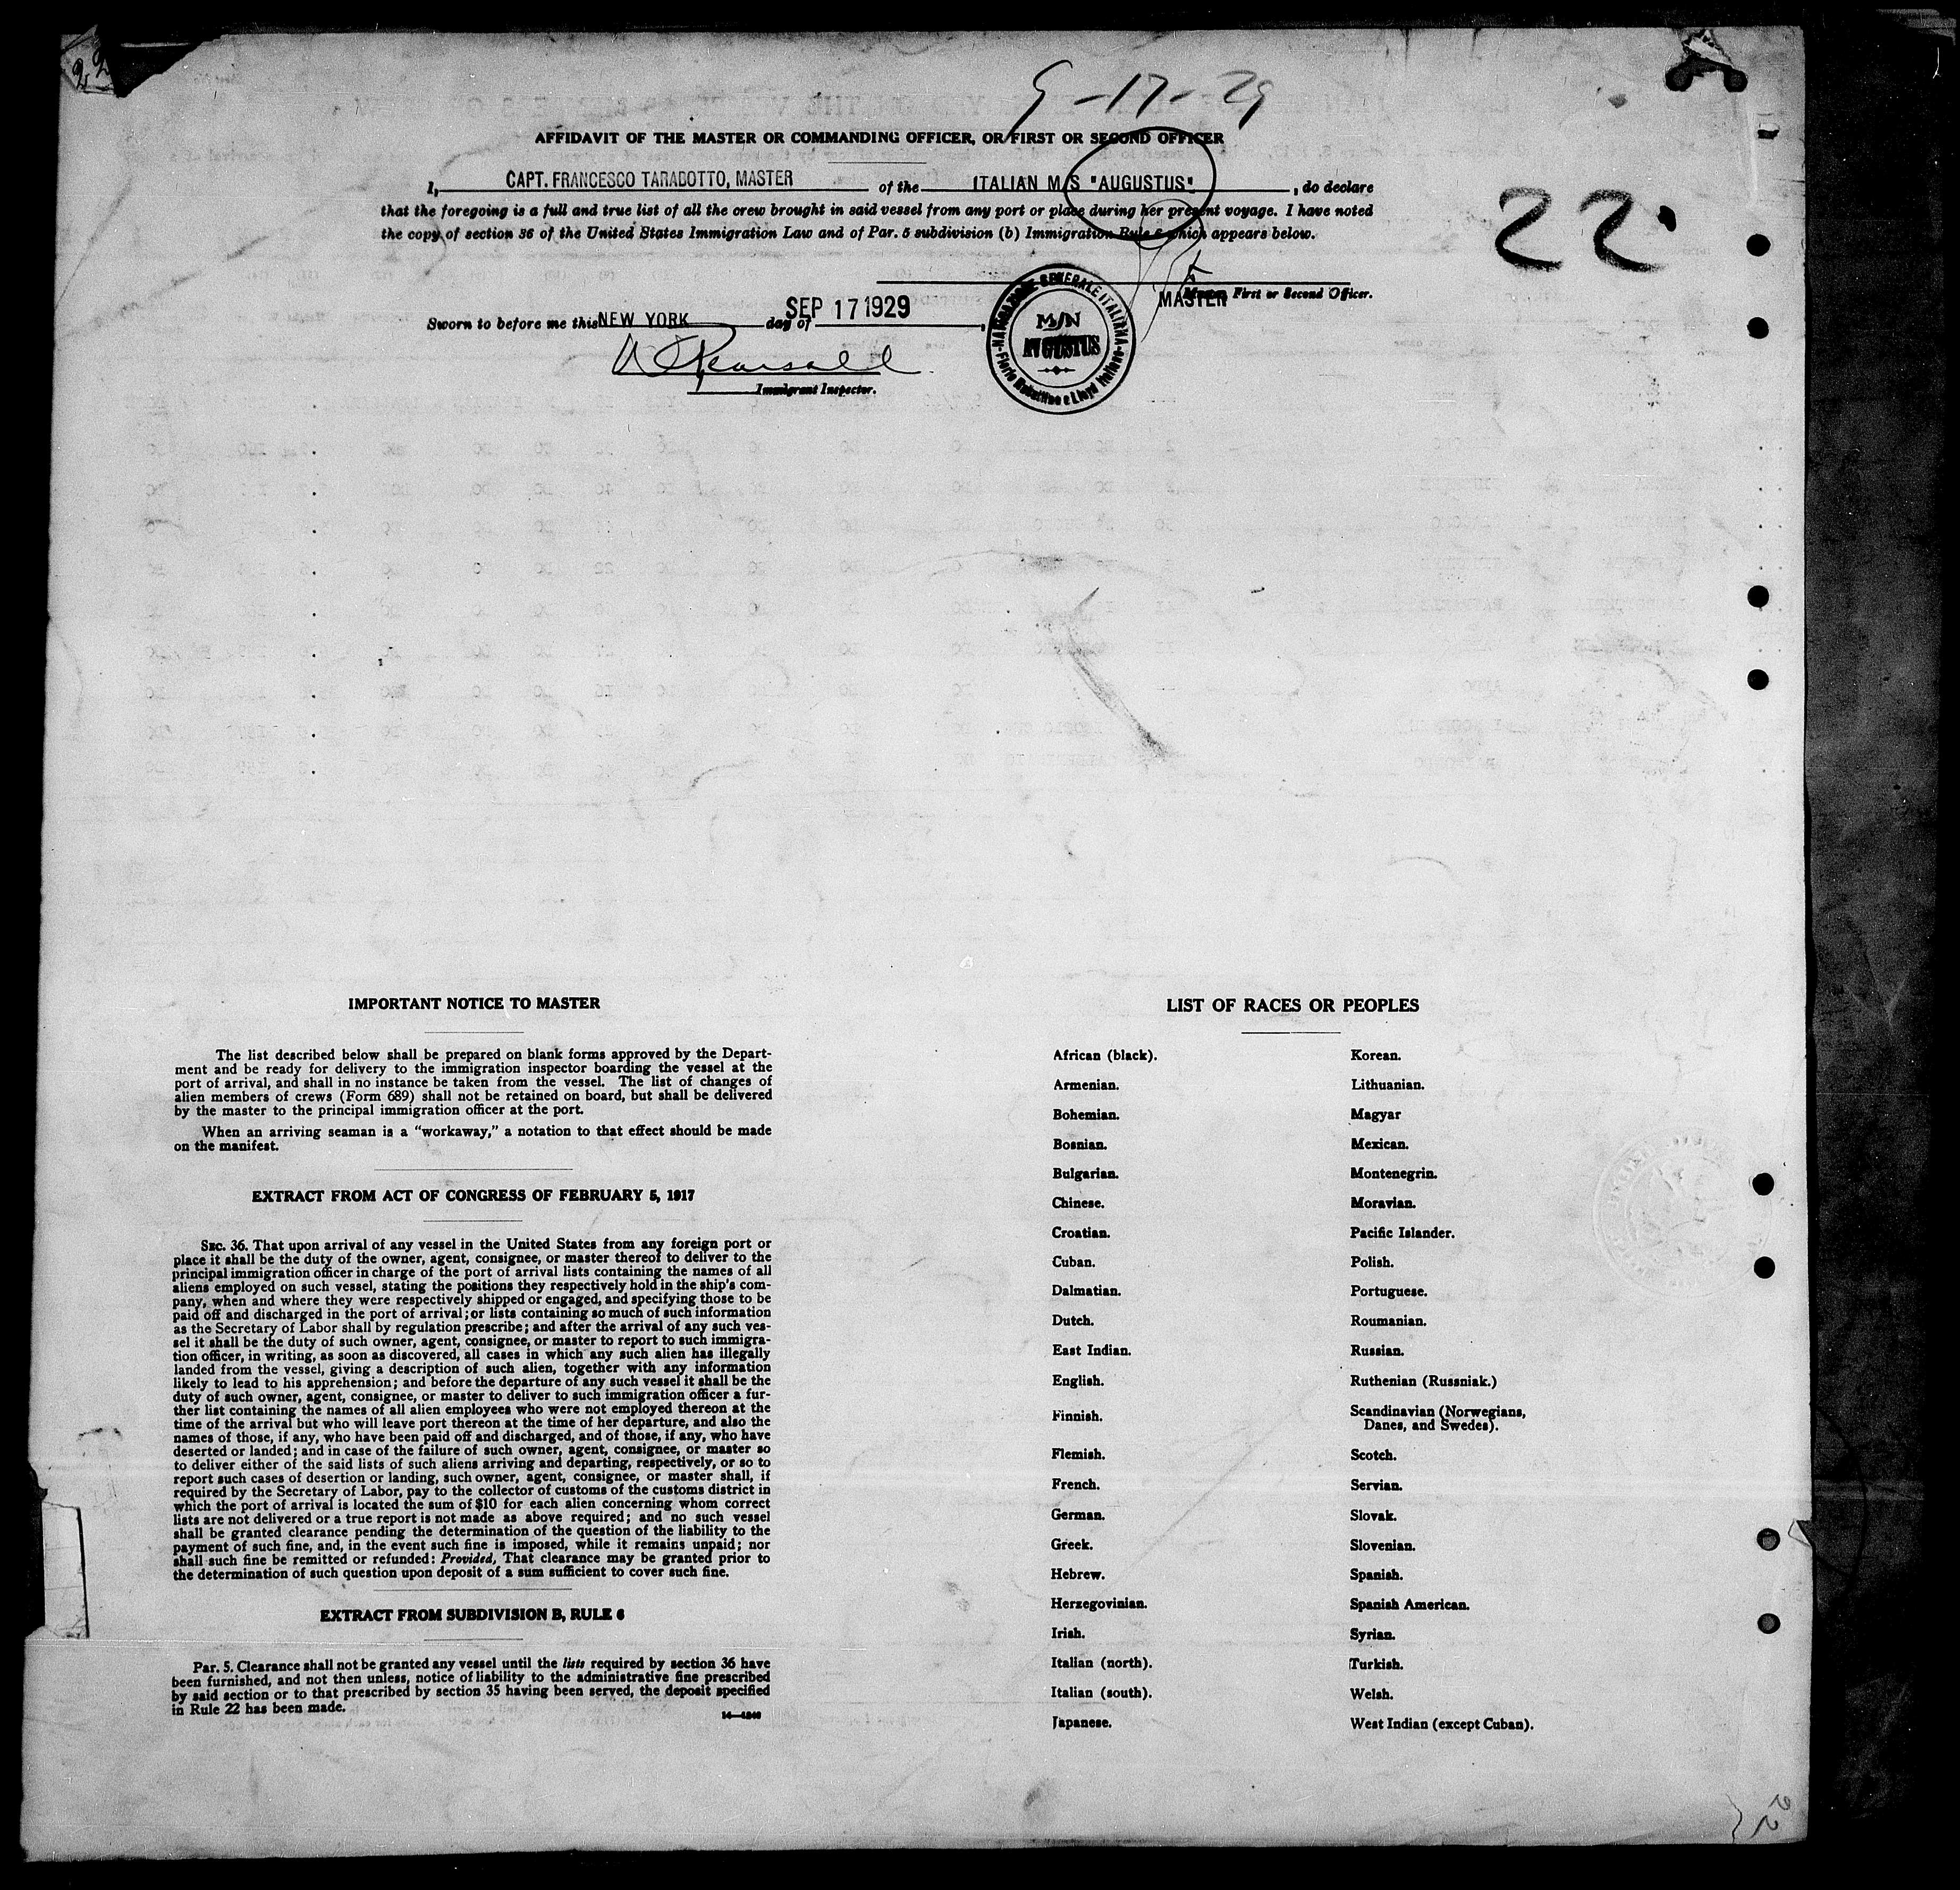 22
9-17-29
AFFIDAVIT OF THE MASTER OR COMMANDING OFFICER, OR FIRST OR SECOND OFFICER
I, CAPT. FRANCESCO TARABOTTO, MASTER of the ITALIAN M/S "AUGUSTUS", do declare
that the foregoing is a full and true list of all the crew brought in said vessel from any port or place during her present voyage. I have noted
the copy of section 36 of the United States Immigration Law and of Par. 5 subdivision (b) Immigration Rule 6 which appears below.
22.
MASTER First or Second Officer.
Sworn to before me this NEW YORK day of SEP 17 1929,
Immigrant Inspector.
NAVIGAZIONE GENERALE ITALIANA
M/N
AUGUSTUS
Florio Rubattino e Lloyd Italiano
IMPORTANT NOTICE TO MASTER
The list described below shall be prepared on blank forms approved by the Depart-
ment and be ready for delivery to the immigration inspector boarding the vessel at the
port of arrival, and shall in no instance be taken from the vessel. The list of changes of
alien members of crews (Form 689) shall not be retained on board, but shall be delivered
by the master to the principal immigration officer at the port.
When an arriving seaman is a "workaway," a notation to that effect should be made
on the manifest.
EXTRACT FROM ACT OF CONGRESS OF FEBRUARY 5, 1917
SEC. 36. That upon arrival of any vessel in the United States from any foreign port or
place it shall be the duty of the owner, agent, consignee, or master thereof to deliver to the
principal immigration officer in charge of the port of arrival lists containing the names of all
aliens employed on such vessel, stating the positions they respectively hold in the ship's com-
pany, when and where they were respectively shipped or engaged, and specifying those to be
paid off and discharged in the port of arrival; or lists containing so much of such information
as the Secretary of Labor shall by regulation prescribe; and after the arrival of any such ves-
sel it shall be the duty of such owner, agent, consignee, or master to report to such immigra-
tion officer, in writing, as soon as discovered, all cases in which any such alien has illegally
landed from the vessel, giving a description of such alien, together with any information
likely to lead to his apprehension; and before the departure of any such vessel it shall be the
duty of such owner, agent, consignee, or master to deliver to such immigration officer a fur-
ther list containing the names of all alien employees who were not employed thereon at the
time of the arrival but who will leave port thereon at the time of her departure, and also the
names of those, if any, who have been paid off and discharged, and of those, if any, who have
deserted or landed; and in case of the failure of such owner, agent, consignee, or master so
to deliver either of the said lists of such aliens arriving and departing, respectively, or so to
report such cases of desertion or landing, such owner, agent, consignee, or master shall, if
required by the Secretary of Labor, pay to the collector of customs of the customs district in
which the port of arrival is located the sum of $10 for each alien concerning whom correct
lists are not delivered or a true report is not made as above required; and no such vessel
shall be granted clearance pending the determination of the question of the liability to the
payment of such fine, and, in the event such fine is imposed, while it remains unpaid; nor
shall such fine be remitted or refunded: Provided, That clearance may be granted prior to
the determination of such question upon deposit of a sum sufficient to cover such fine.
EXTRACT FROM SUBDIVISION B, RULE 6
Par. 5. Clearance shall not be granted any vessel until the lists required by section 36 have
been furnished, and not then unless, notice of liability to the administrative fine prescribed
by said section or to that prescribed by section 35 having been served, the deposit specified
in Rule 22 has been made.
LIST OF RACES OR PEOPLES
African (black).
Armenian.
Bohemian.
Bosnian.
Bulgarian.
Chinese.
Croatian.
Cuban.
Dalmatian.
Dutch.
East Indian.
English.
Finnish.
Flemish.
French.
German.
Greek.
Hebrew.
Herzegovinian.
Irish.
Italian (north).
Italian (south).
Japanese.
Korean.
Lithuanian.
Magyar
Mexican.
Montenegrin.
Moravian.
Pacific Islander.
Polish.
Portuguese.
Roumanian.
Russian.
Ruthenian (Russniak.)
Scandinavian (Norwegians,
Danes, and Swedes).
Scotch.
Servian.
Slovak.
Slovenian.
Spanish.
Spanish American.
Syrian.
Turkish.
Welsh.
West Indian (except Cuban).
22